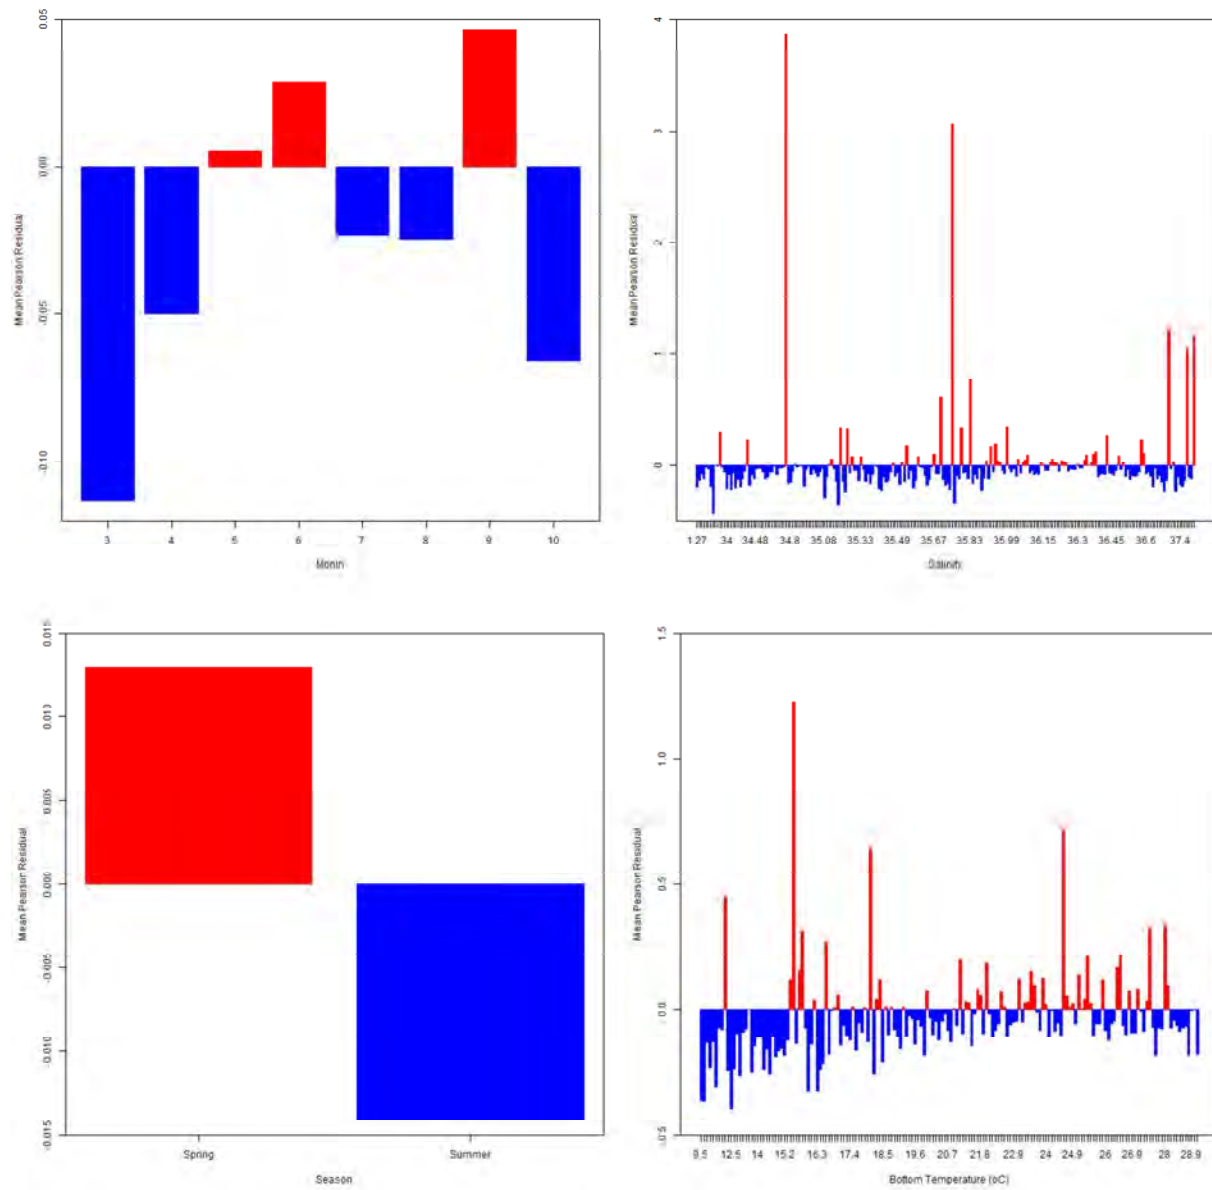 0.05
0.00
-0.05
-0.10
Mean Pearson Residual
3 4 5 6 7 8 9 10
Month
4
3
2
1
0
Mean Pearson Residual
1.27 34 34.48 34.8 35.08 35.33 35.49 35.67 35.83 35.99 36.15 36.3 36.45 36.6 37.4
Salinity
0.015
0.010
0.005
0.000
-0.005
-0.010
-0.015
Mean Pearson Residual
Spring Summer
Season
1.5
1.0
0.5
0.0
-0.5
Mean Pearson Residual
9.5 12.5 14 15.2 16.3 17.4 18.5 19.6 20.7 21.8 22.9 24 24.9 26 26.9 28 28.9
Bottom Temperature (oC)